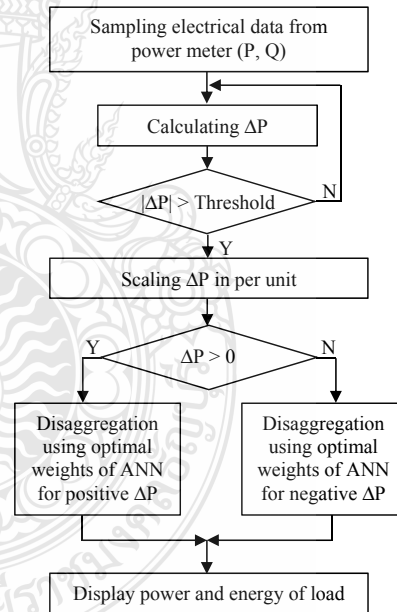 Sampling electrical data from
power meter (P, Q)
Calculating ΔP
|ΔP| > Threshold
N
Y
Scaling ΔP in per unit
Y
ΔP > 0
N
Disaggregation
using optimal
weights of ANN
for positive ΔP
Disaggregation
using optimal
weights of ANN
for negative ΔP
Display power and energy of load